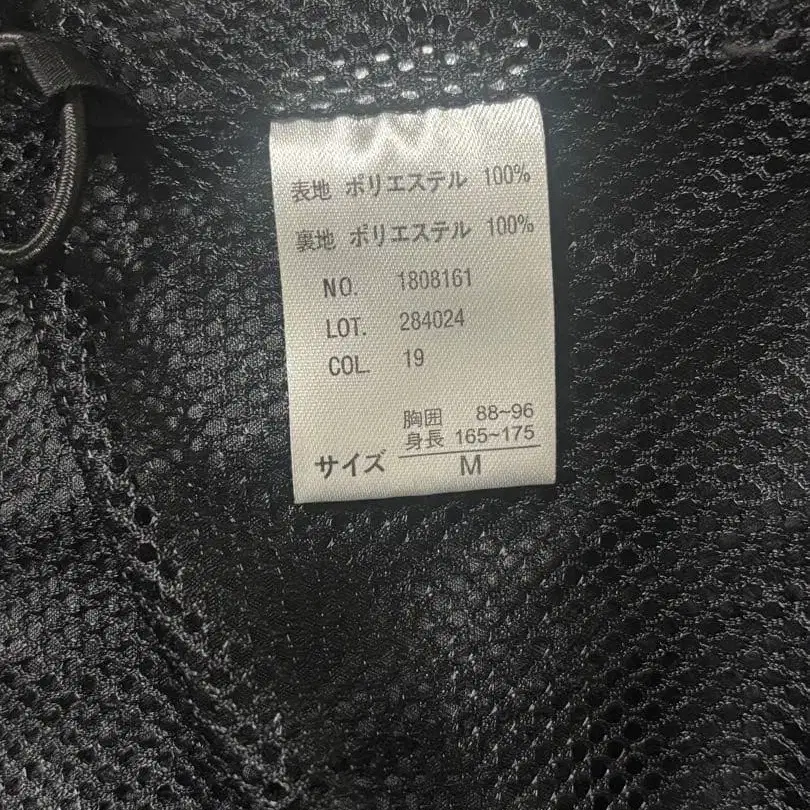 表地 ポリエステル 100%
裏地 ポリエステル 100%
NO. 1808161
LOT. 284024
COL. 19
胸囲 88~96
身長 165~175
サイズ M